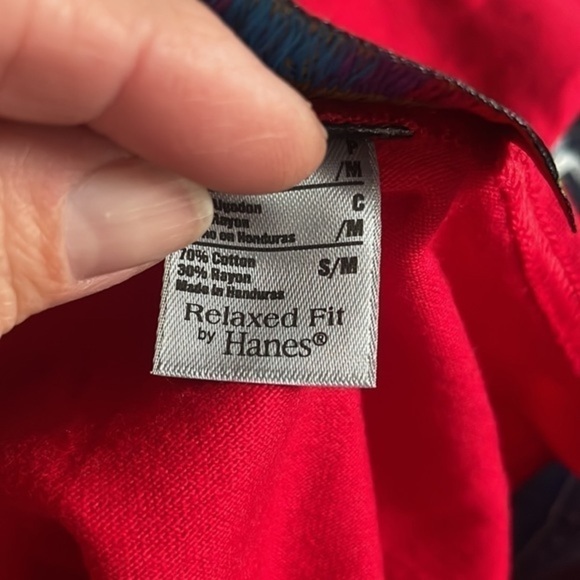 P
/M
Algodon C
Rayon
en Honduras /M
70% Cotton S/M
30% Rayon
Made in Honduras
Relaxed Fit
by Hanes®